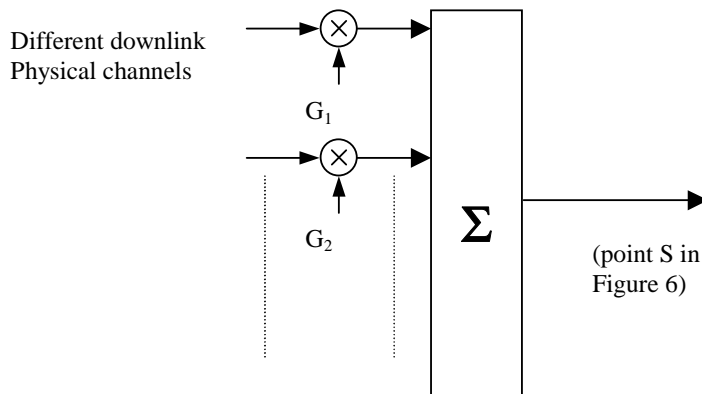 Different downlink
Physical channels
G1
G2
Σ
(point S in
Figure 6)